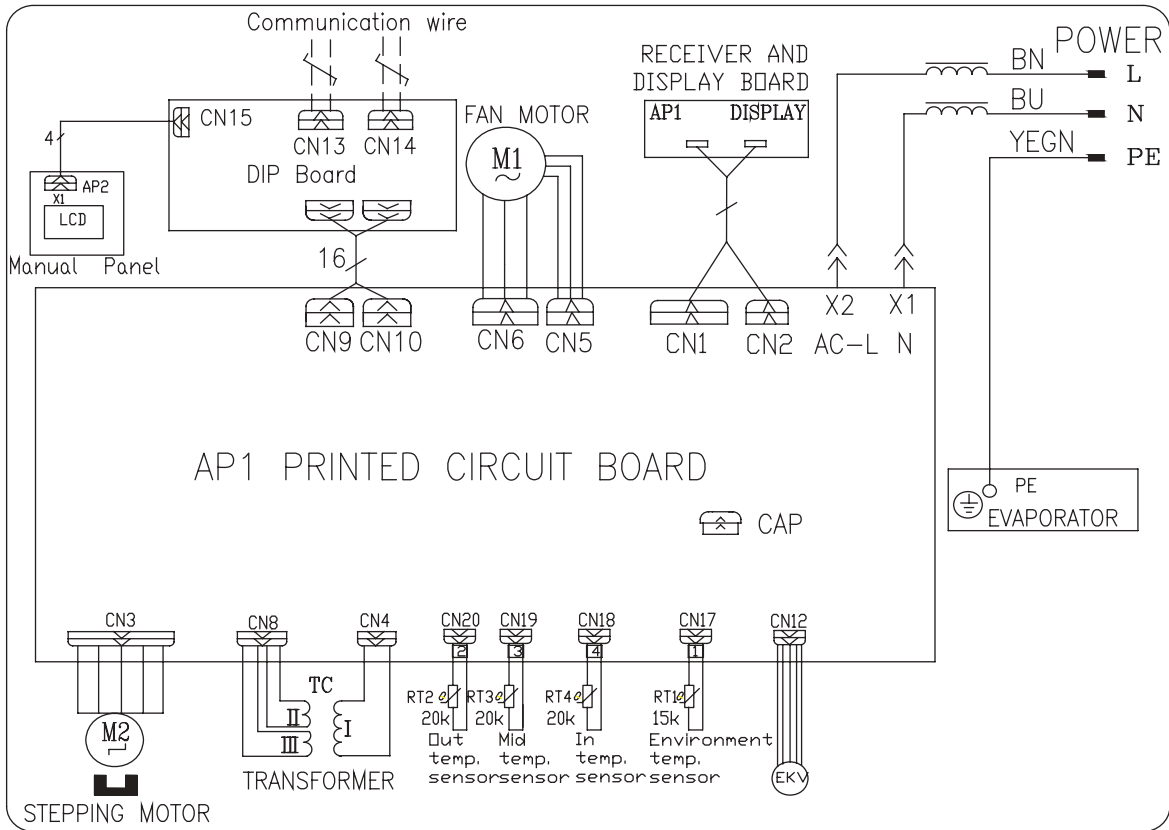 Communication wire
POWER
BN
L
BU
N
YEGN
PE
RECEIVER AND
DISPLAY BOARD
AP1 DISPLAY
FAN MOTOR
M1
~
CN15
CN13 CN14
DIP Board
4
AP2
X1
LCD
Manual Panel
16
CN9 CN10
CN6 CN5
CN1 CN2
X2 X1
AC-L N
AP1 PRINTED CIRCUIT BOARD
CAP
PE
EVAPORATOR
CN3
CN8
CN4
CN20
CN19
CN18
CN17
CN12
2
3
4
1
M2
STEPPING MOTOR
TC
II
III
I
TRANSFORMER
RT2
20k
Out
temp.
sensor
RT3
20k
Mid
temp.
sensor
RT4
20k
In
temp.
sensor
RT1
15k
Environment
temp.
sensor
EKV